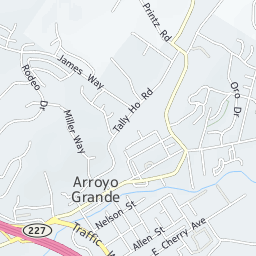 Printz Rd
James Way
Rodeo Dr
Oro Dr
Tally Ho Rd
Miller Way
Arroyo
Grande
Nelson St
227
Traffic
Allen St
E Cherry Ave